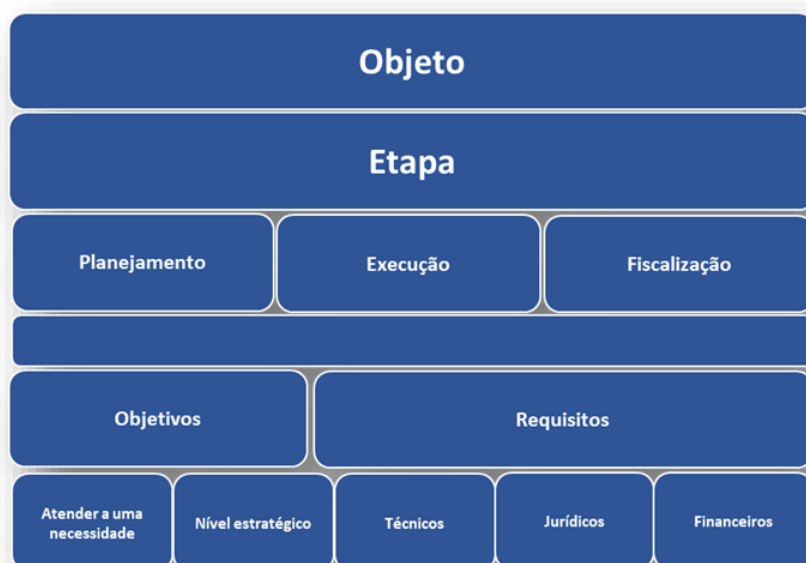 Objeto
Etapa
Planejamento
Execução
Fiscalização
Objetivos
Requisitos
Atender a uma
necessidade
Nível estratégico
Técnicos
Jurídicos
Financeiros